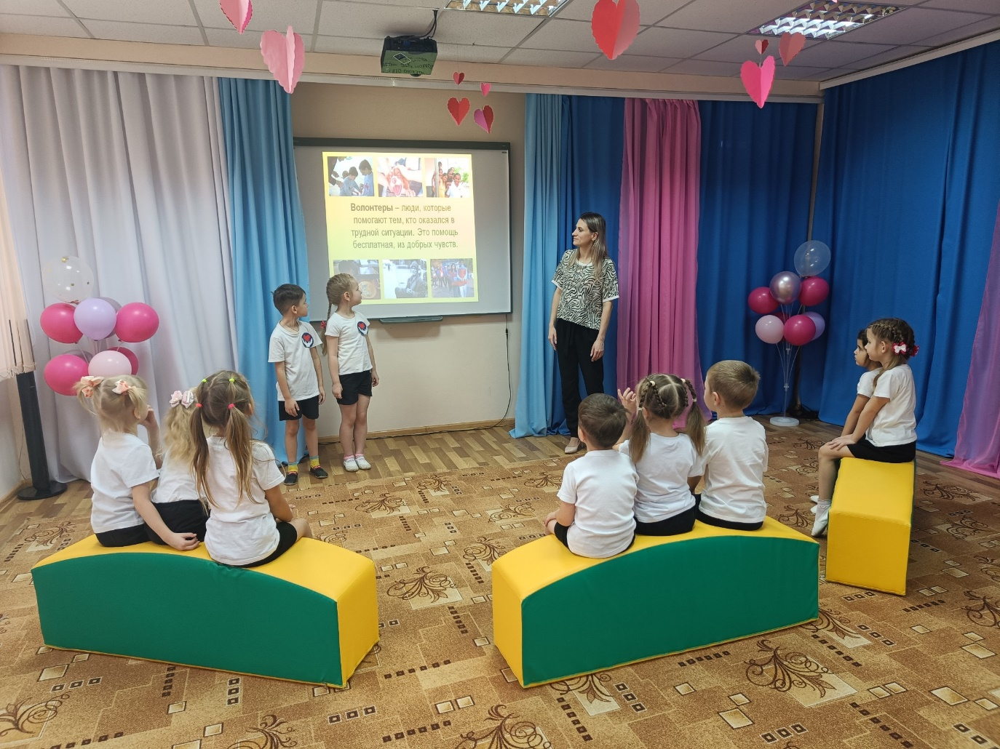 Волонтеры – люди, которые
помогают тем, кто оказался в
трудной ситуации. Это помощь
бесплатная, из добрых чувств.